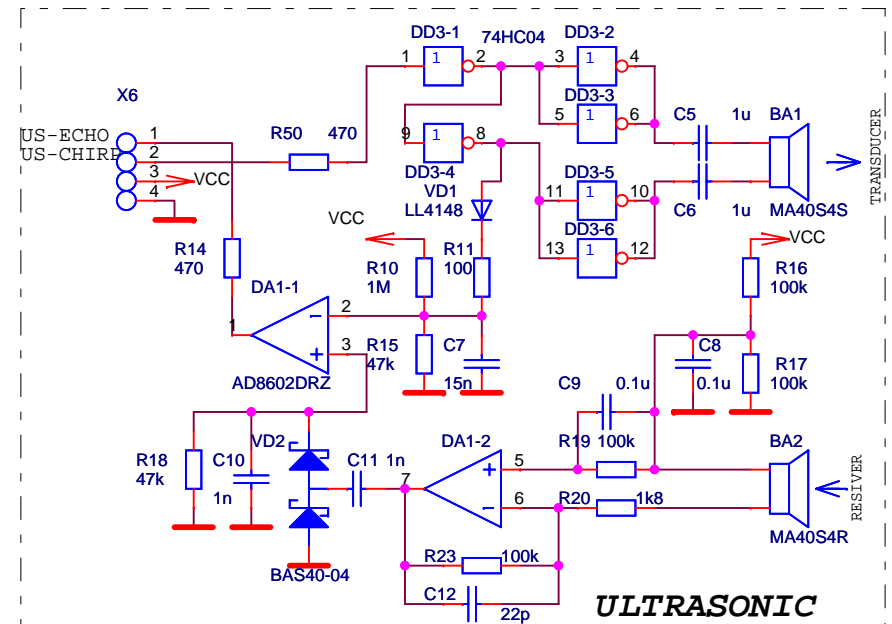 DD3-1
74HC04
DD3-2
1
1
2
3
1
4
X6
DD3-3
5
1
6
C5
1u
BA1
US-ECHO
1
US-CHIRP
2
R50
470
9
1
8
3
VCC
4
DD3-4
VD1
LL4148
DD3-5
11
1
10
C6
1u
MA40S4S
TRANSDUCER
VCC
DD3-6
13
1
12
VCC
R14
470
R10
1M
R11
100
R16
100k
DA1-1
2
1
3
AD8602DRZ
R15
47k
C7
15n
C8
0.1u
R17
100k
C9
0.1u
R18
47k
C10
1n
VD2
C11
1n
DA1-2
7
5
6
R19
100k
BA2
R20
1k8
MA40S4R
RESIVER
BAS40-04
R23
100k
C12
22p
ULTRASONIC